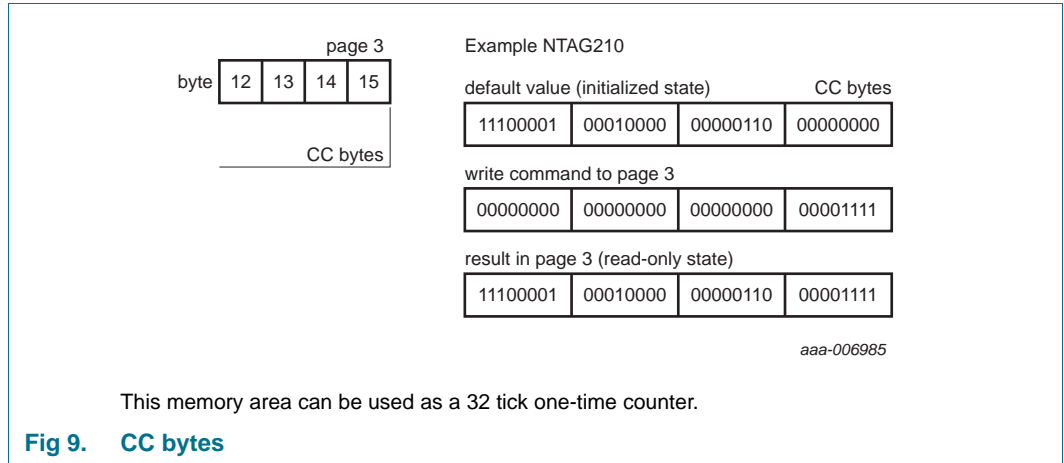 page 3
byte 12 13 14 15
CC bytes
Example NTAG210
default value (initialized state) CC bytes
11100001 00010000 00000110 00000000
write command to page 3
00000000 00000000 00000000 00001111
result in page 3 (read-only state)
11100001 00010000 00000110 00001111
aaa-006985
This memory area can be used as a 32 tick one-time counter.
Fig 9. CC bytes